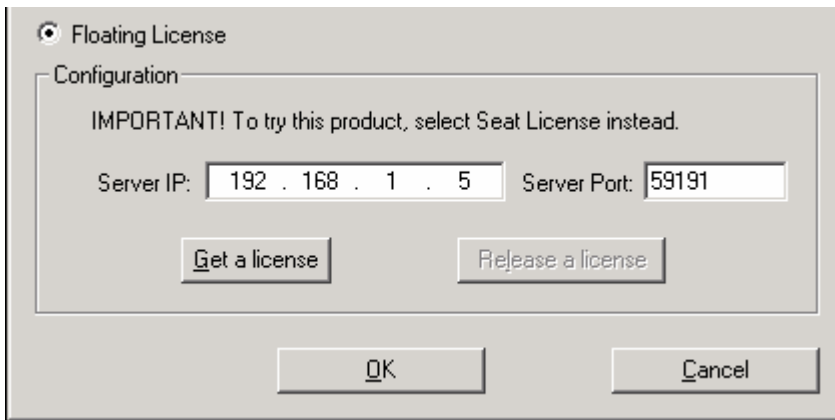 Floating License
Configuration
IMPORTANT! To try this product, select Seat License instead.
Server IP: 192 . 168 . 1 . 5 Server Port: 59191
Get a license Release a license
OK Cancel